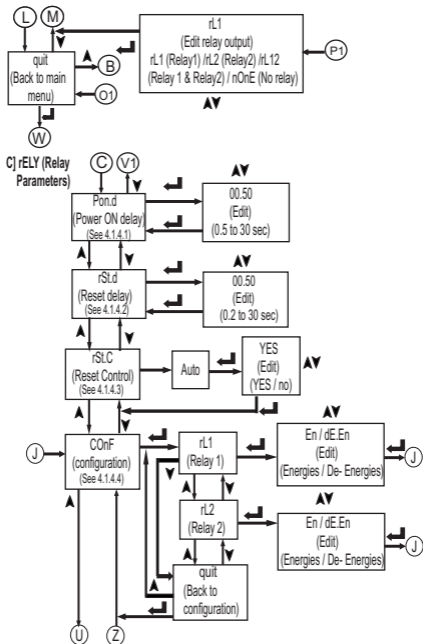 L
M
quit
(Back to main
menu)
B
O1
W
rL1
(Edit relay output)
rL1 (Relay1) /rL2 (Relay2) /rL12
(Relay 1 & Relay2) / nOnE (No relay)
P1
C] rELY (Relay
Parameters)
C
V1
Pon.d
(Power ON delay)
(See 4.1.4.1)
00.50
(Edit)
(0.5 to 30 sec)
rSt.d
(Reset delay)
(See 4.1.4.2)
00.50
(Edit)
(0.2 to 30 sec)
rSt.C
(Reset Control)
(See 4.1.4.3)
Auto
YES
(Edit)
(YES / no)
J
COnF
(configuration)
(See 4.1.4.4)
rL1
(Relay 1)
En / dE.En
(Edit)
(Energies / De- Energies)
J
rL2
(Relay 2)
En / dE.En
(Edit)
(Energies / De- Energies)
J
quit
(Back to
configuration)
U
Z